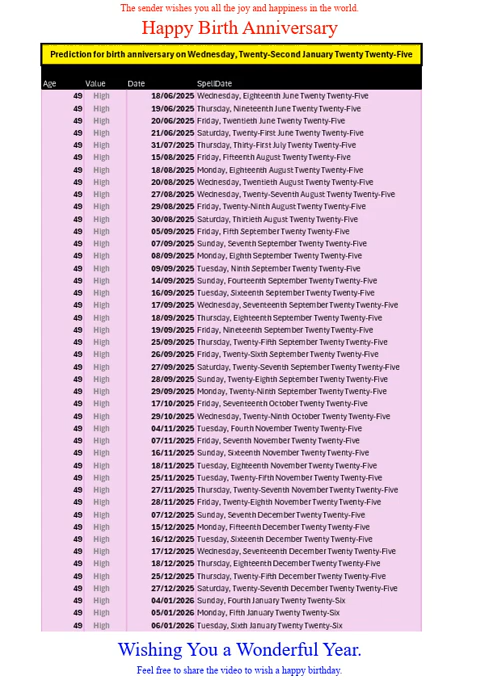 The sender wishes you all the joy and happiness in the world.
Happy Birth Anniversary
Prediction for birth anniversary on Wednesday, Twenty-Second January Twenty Twenty-Five
Age Value Date SpellDate
49 High 18/06/2025 Wednesday, Eighteenth June Twenty Twenty-Five
49 High 19/06/2025 Thursday, Nineteenth June Twenty Twenty-Five
49 High 20/06/2025 Friday, Twentieth June Twenty Twenty-Five
49 High 21/06/2025 Saturday, Twenty-First June Twenty Twenty-Five
49 High 31/07/2025 Thursday, Thirty-First July Twenty Twenty-Five
49 High 15/08/2025 Friday, Fifteenth August Twenty Twenty-Five
49 High 18/08/2025 Monday, Eighteenth August Twenty Twenty-Five
49 High 20/08/2025 Wednesday, Twentieth August Twenty Twenty-Five
49 High 27/08/2025 Wednesday, Twenty-Seventh August Twenty Twenty-Five
49 High 29/08/2025 Friday, Twenty-Ninth August Twenty Twenty-Five
49 High 30/08/2025 Saturday, Thirtieth August Twenty Twenty-Five
49 High 05/09/2025 Friday, Fifth September Twenty Twenty-Five
49 High 07/09/2025 Sunday, Seventh September Twenty Twenty-Five
49 High 08/09/2025 Monday, Eighth September Twenty Twenty-Five
49 High 09/09/2025 Tuesday, Ninth September Twenty Twenty-Five
49 High 14/09/2025 Sunday, Fourteenth September Twenty Twenty-Five
49 High 16/09/2025 Tuesday, Sixteenth September Twenty Twenty-Five
49 High 17/09/2025 Wednesday, Seventeenth September Twenty Twenty-Five
49 High 18/09/2025 Thursday, Eighteenth September Twenty Twenty-Five
49 High 19/09/2025 Friday, Nineteenth September Twenty Twenty-Five
49 High 25/09/2025 Thursday, Twenty-Fifth September Twenty Twenty-Five
49 High 26/09/2025 Friday, Twenty-Sixth September Twenty Twenty-Five
49 High 27/09/2025 Saturday, Twenty-Seventh September Twenty Twenty-Five
49 High 28/09/2025 Sunday, Twenty-Eighth September Twenty Twenty-Five
49 High 29/09/2025 Monday, Twenty-Ninth September Twenty Twenty-Five
49 High 17/10/2025 Friday, Seventeenth October Twenty Twenty-Five
49 High 29/10/2025 Wednesday, Twenty-Ninth October Twenty Twenty-Five
49 High 04/11/2025 Tuesday, Fourth November Twenty Twenty-Five
49 High 07/11/2025 Friday, Seventh November Twenty Twenty-Five
49 High 16/11/2025 Sunday, Sixteenth November Twenty Twenty-Five
49 High 18/11/2025 Tuesday, Eighteenth November Twenty Twenty-Five
49 High 25/11/2025 Tuesday, Twenty-Fifth November Twenty Twenty-Five
49 High 27/11/2025 Thursday, Twenty-Seventh November Twenty Twenty-Five
49 High 28/11/2025 Friday, Twenty-Eighth November Twenty Twenty-Five
49 High 07/12/2025 Sunday, Seventh December Twenty Twenty-Five
49 High 15/12/2025 Monday, Fifteenth December Twenty Twenty-Five
49 High 16/12/2025 Tuesday, Sixteenth December Twenty Twenty-Five
49 High 17/12/2025 Wednesday, Seventeenth December Twenty Twenty-Five
49 High 18/12/2025 Thursday, Eighteenth December Twenty Twenty-Five
49 High 25/12/2025 Thursday, Twenty-Fifth December Twenty Twenty-Five
49 High 27/12/2025 Saturday, Twenty-Seventh December Twenty Twenty-Five
49 High 04/01/2026 Sunday, Fourth January Twenty Twenty-Six
49 High 05/01/2026 Monday, Fifth January Twenty Twenty-Six
49 High 06/01/2026 Tuesday, Sixth January Twenty Twenty-Six
Wishing You a Wonderful Year.
Feel free to share the video to wish a happy birthday.